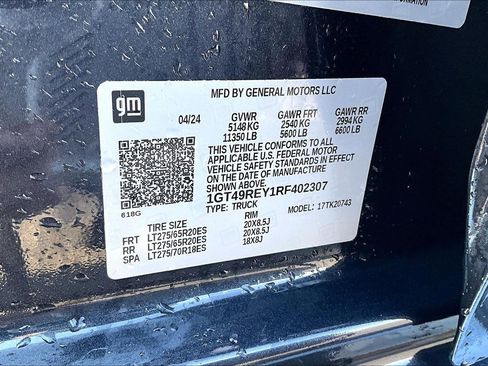 FORMATION
gm
MFD BY GENERAL MOTORS LLC
04/24 GVWR GAWR FRT GAWR RR
5148 KG 2540 KG 2994 KG
11350 LB 5600 LB 6600 LB
THIS VEHICLE CONFORMS TO ALL
APPLICABLE U.S. FEDERAL MOTOR
VEHICLE SAFETY STANDARDS IN EFFECT
ON THE DATE OF MANUFACTURE
SHOWN ABOVE.
1GT49REY1RF402307
TYPE: TRUCK MODEL: 17TK20743
618G
TIRE SIZE RIM
FRT LT275/65R20ES 20X8.5J
RR LT275/65R20ES 20X8.5J
SPA LT275/70R18ES 18X8J